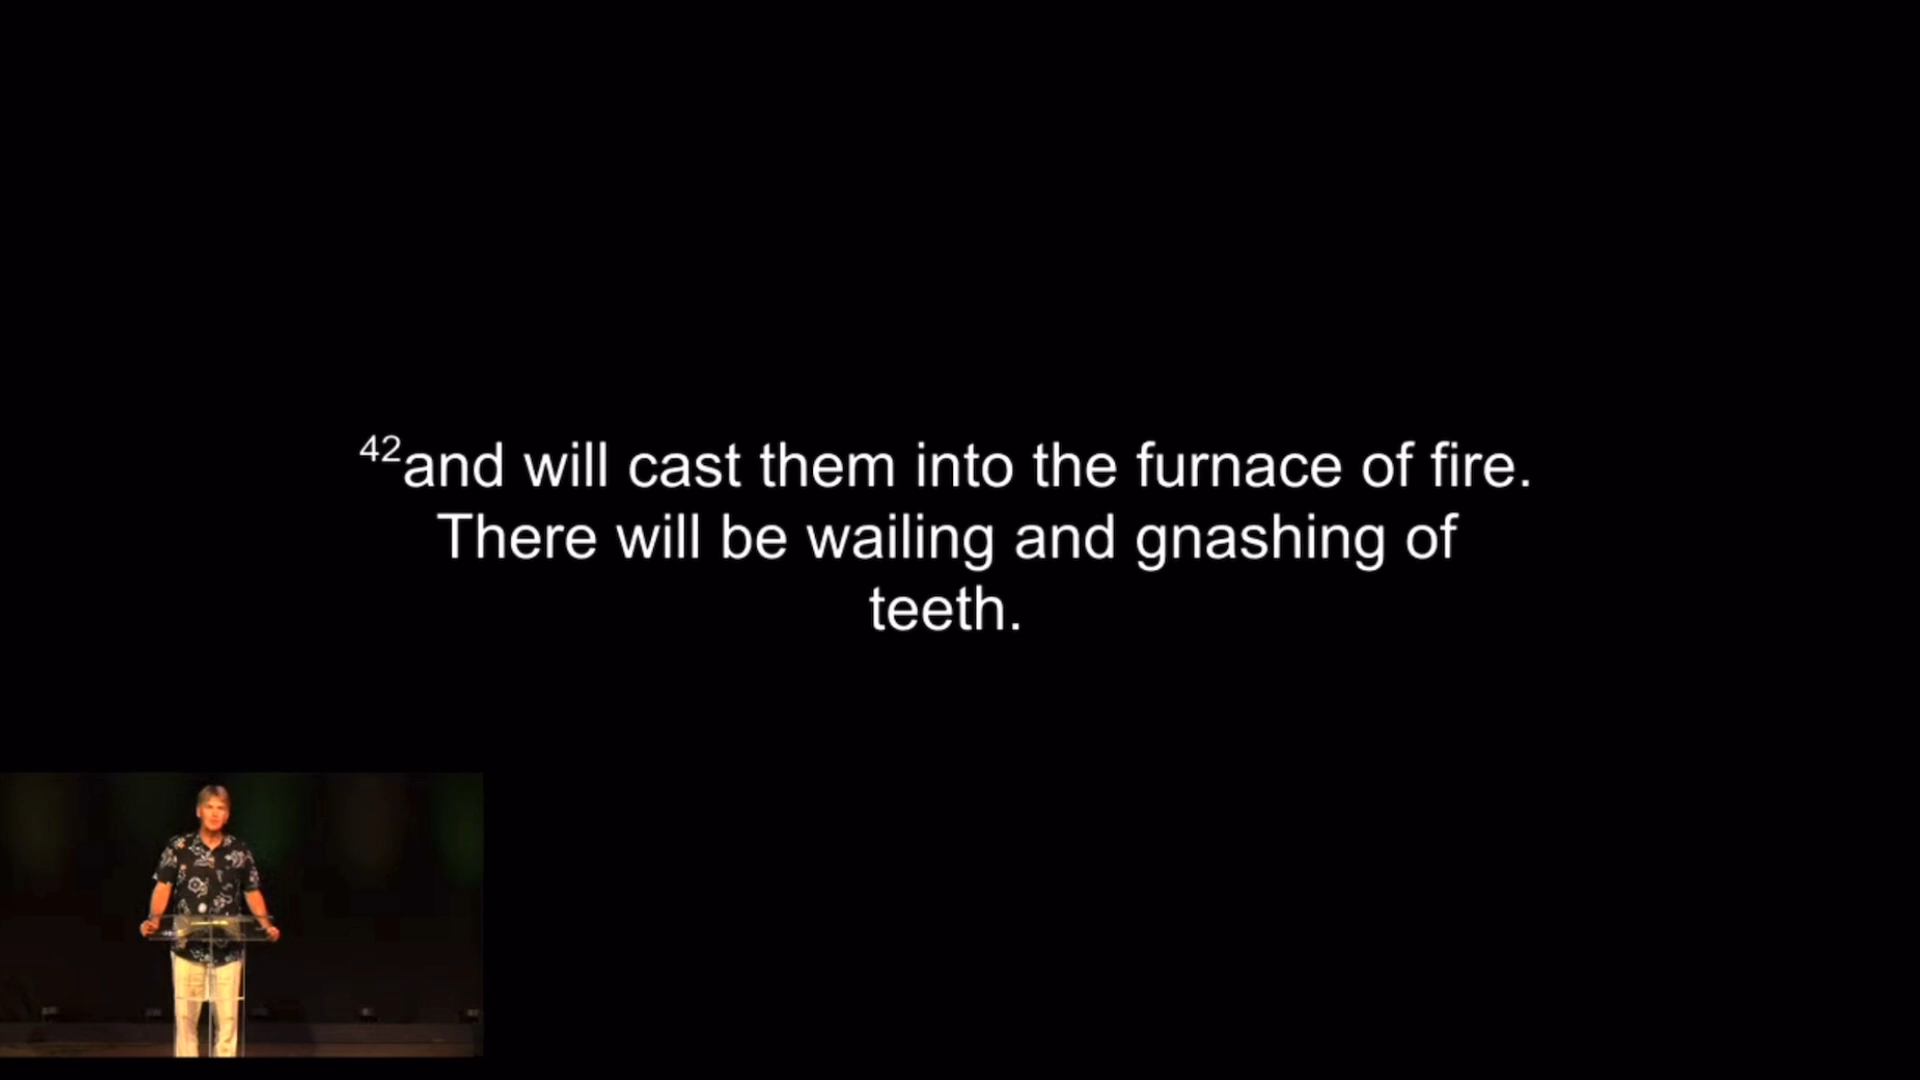 42and will cast them into the furnace of fire.
There will be wailing and gnashing of
teeth.